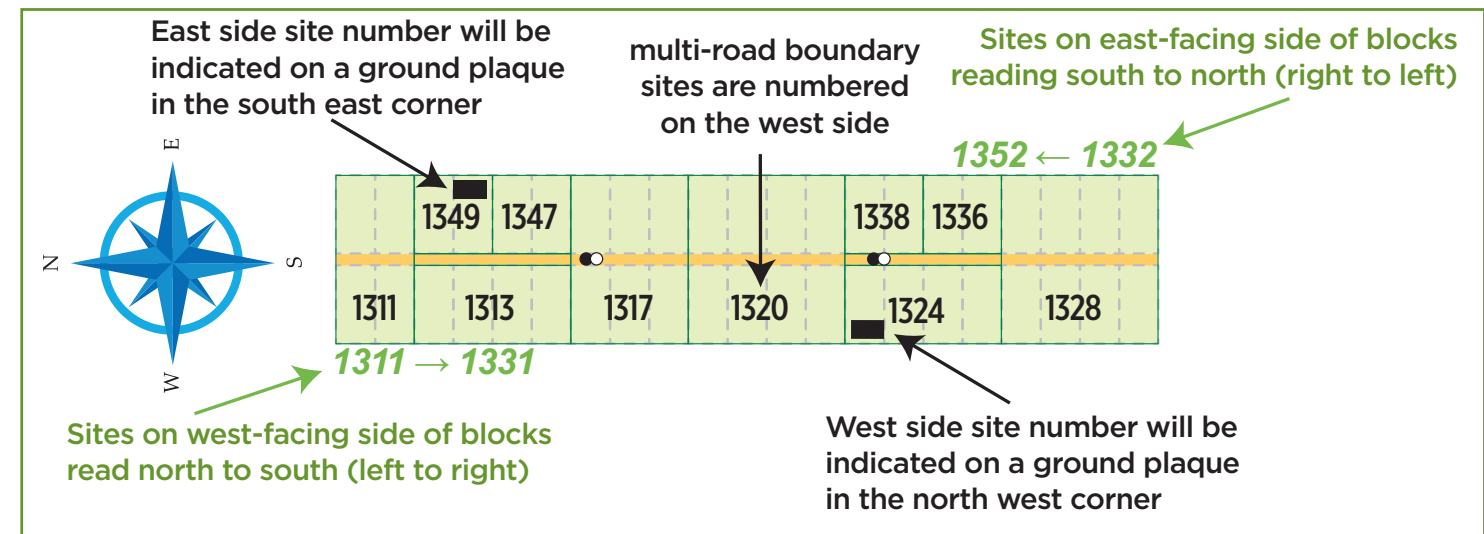 East side site number will be
indicated on a ground plaque
in the south east corner
multi-road boundary
sites are numbered
on the west side
Sites on east-facing side of blocks
reading south to north (right to left)
1352 ← 1332
E
N
S
W
1349
1347
1338
1336
1311
1313
1317
1320
1324
1328
1311 → 1331
Sites on west-facing side of blocks
read north to south (left to right)
West side site number will be
indicated on a ground plaque
in the north west corner